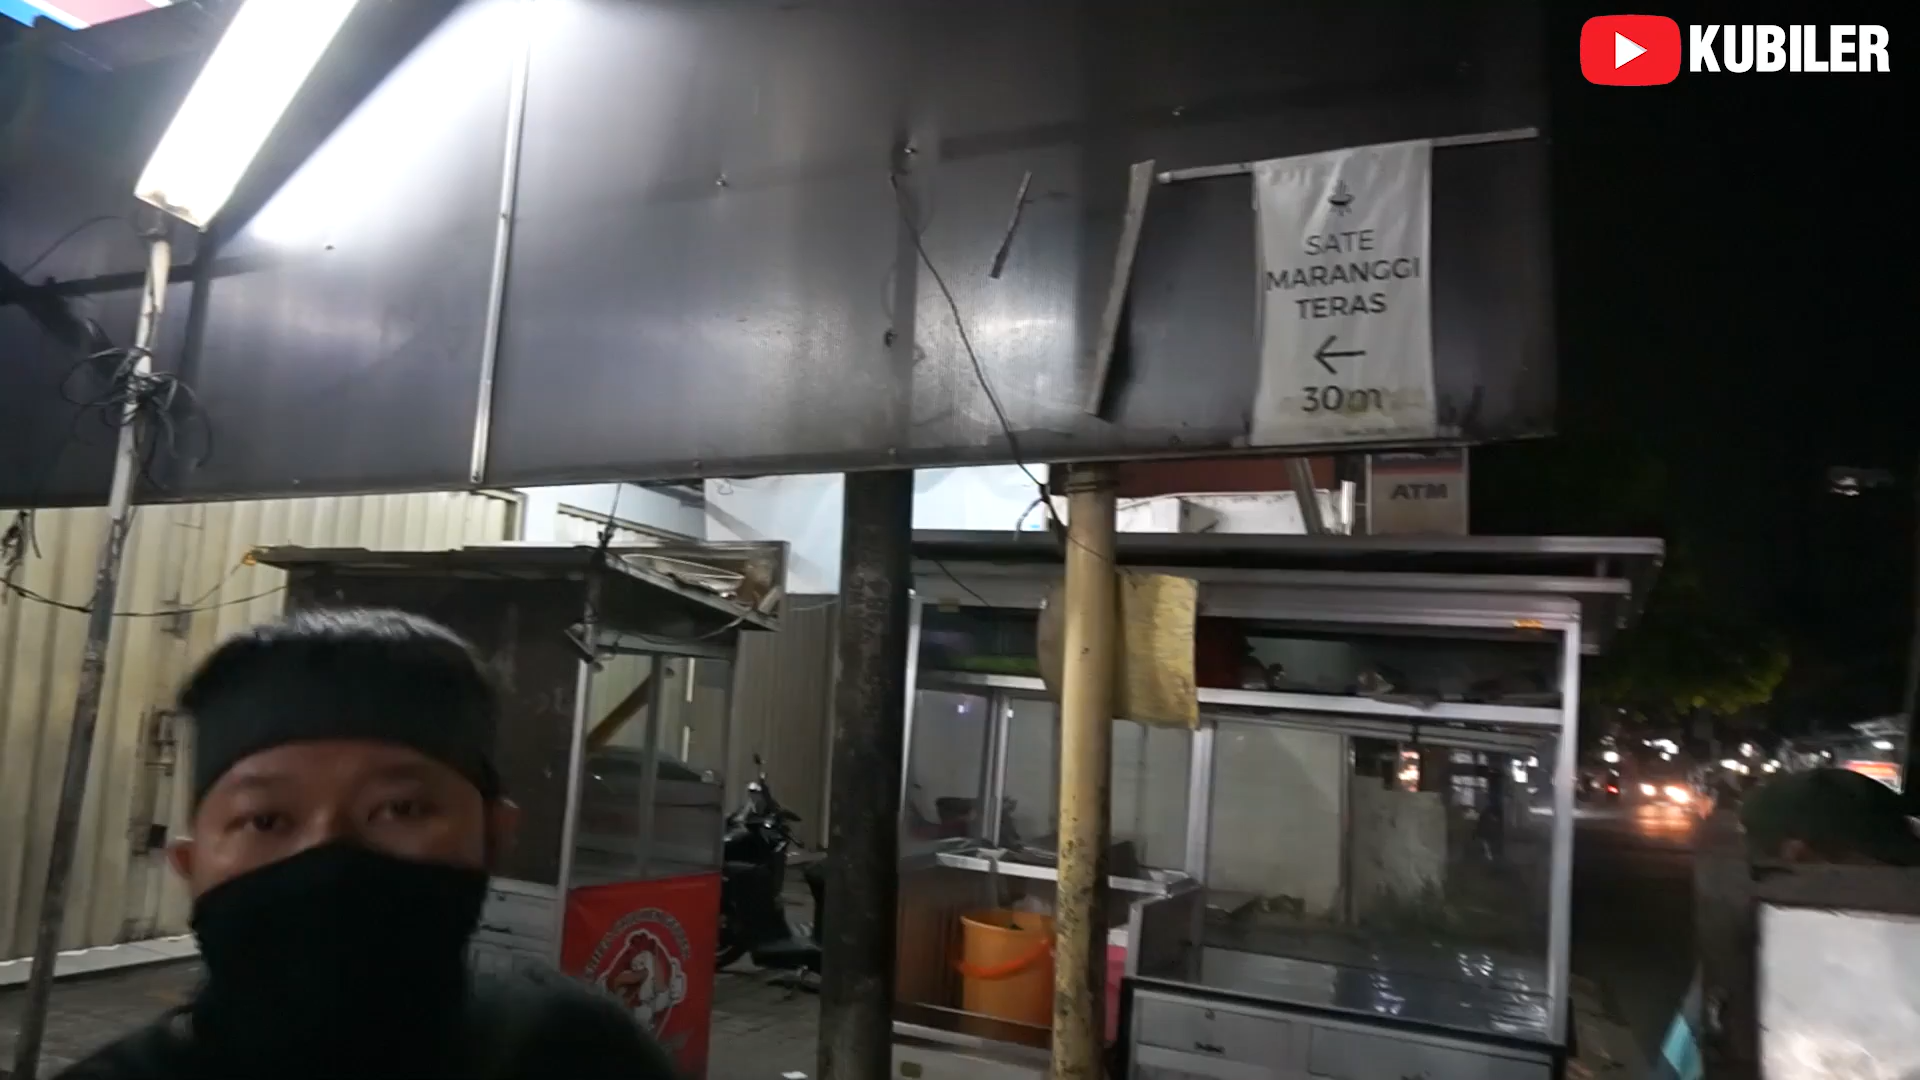 KUBILER
SATE
MARANGGI
TERAS
←
30m
ATM